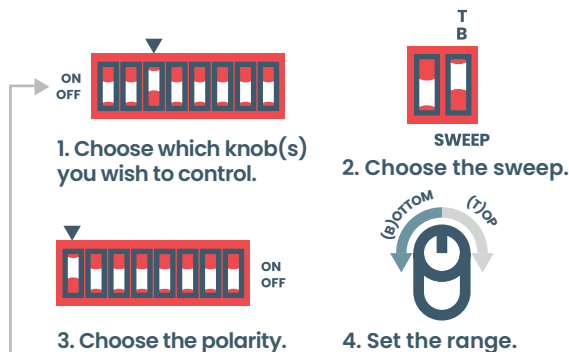 T
B
ON
OFF
SWEEP
1. Choose which knob(s)
you wish to control.
2. Choose the sweep.
(B)OTTOM
(T)OP
ON
OFF
3. Choose the polarity.
4. Set the range.